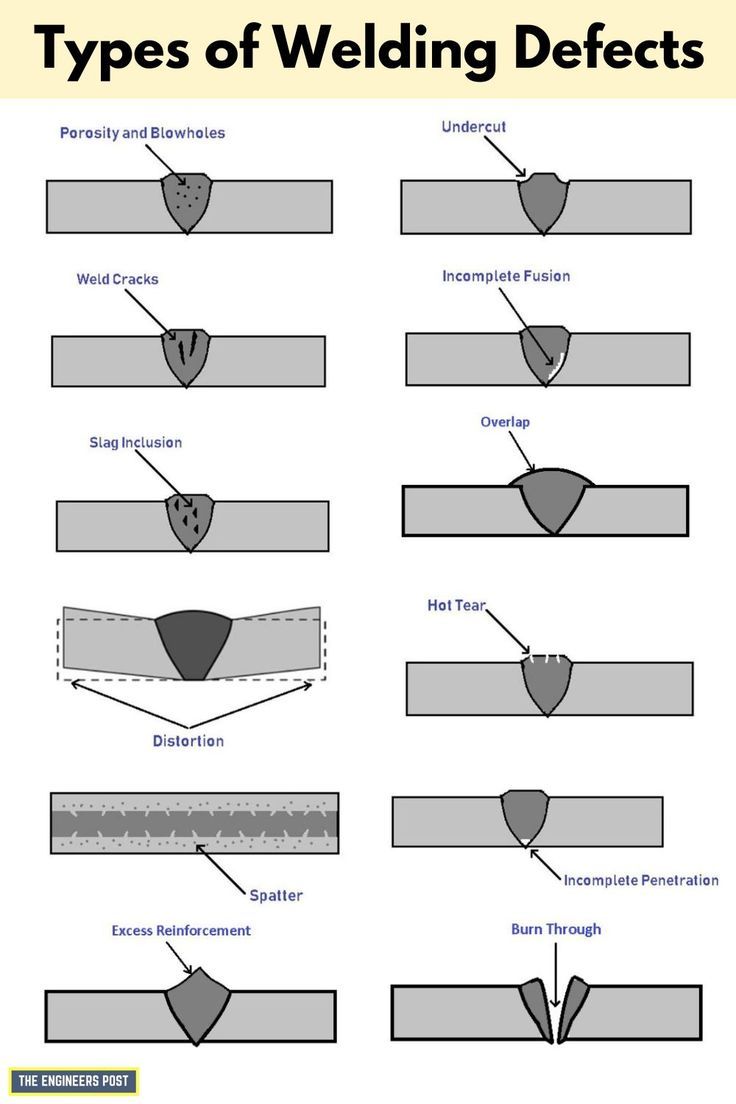 Types of Welding Defects
Porosity and Blowholes
Undercut
Weld Cracks
Incomplete Fusion
Slag Inclusion
Overlap
Hot Tear
Distortion
Spatter
Incomplete Penetration
Excess Reinforcement
Burn Through
THE ENGINEERS POST